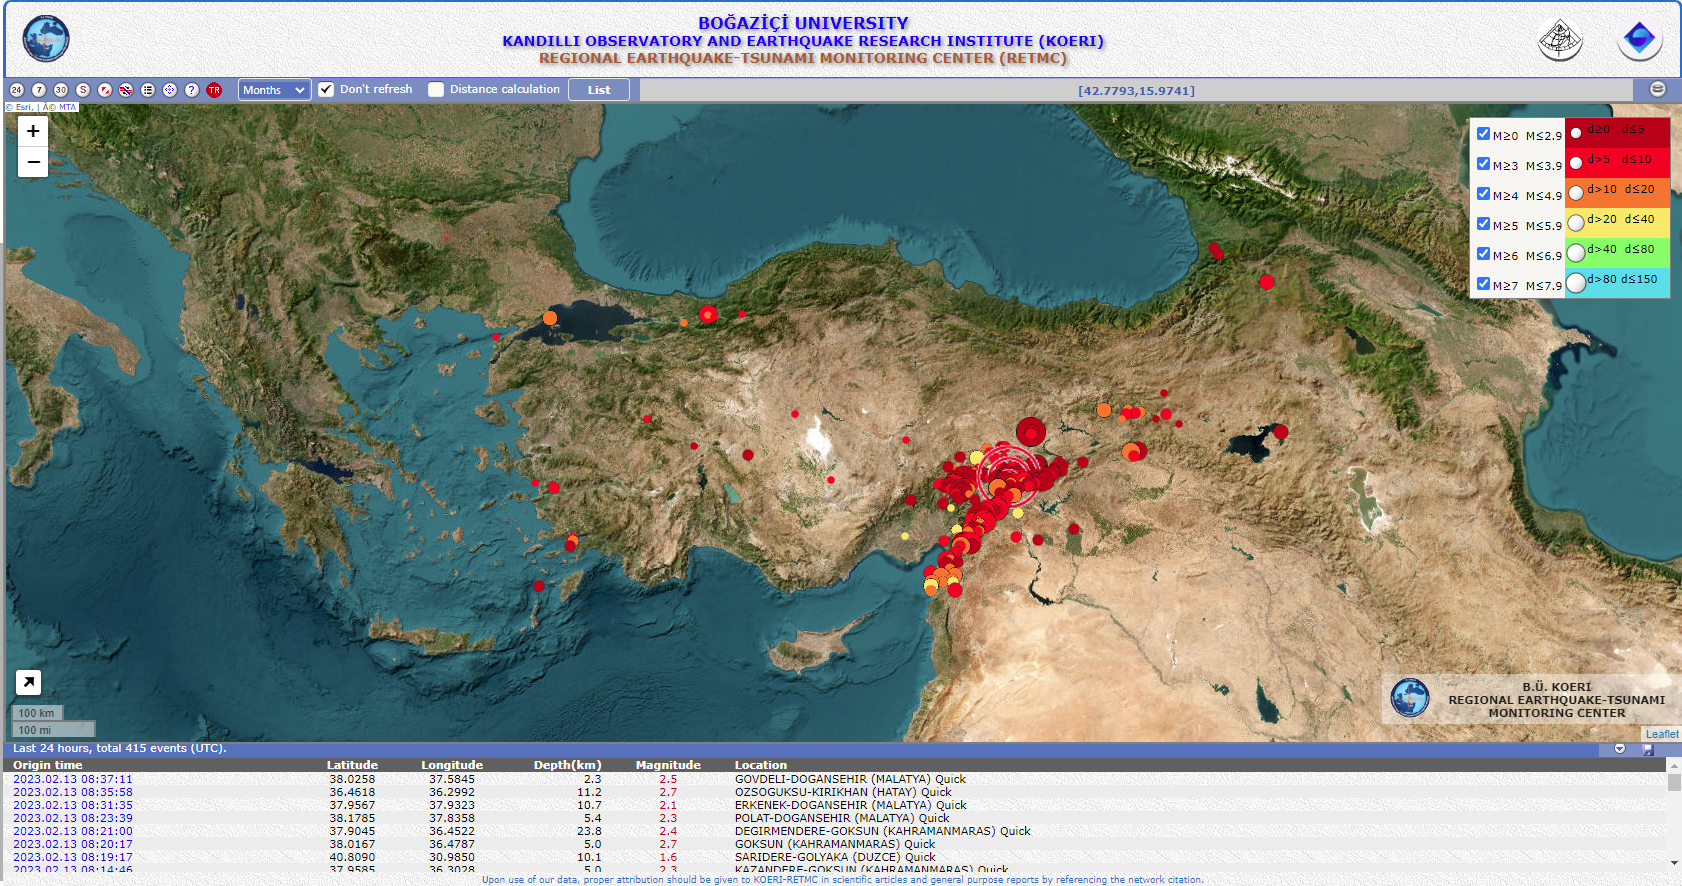 BOĞAZİÇİ UNIVERSITY
KANDILLI OBSERVATORY AND EARTHQUAKE RESEARCH INSTITUTE (KOERI)
REGIONAL EARTHQUAKE-TSUNAMI MONITORING CENTER (RETMC)
24 7 30 S ? TR Months Don't refresh Distance calculation List [42.7793,15.9741]
© Esri, | Â© MTA
+
−
M≥0 M≤2.9 d≥0 d≤5
M≥3 M≤3.9 d>5 d≤10
M≥4 M≤4.9 d>10 d≤20
M≥5 M≤5.9 d>20 d≤40
M≥6 M≤6.9 d>40 d≤80
M≥7 M≤7.9 d>80 d≤150
100 km
100 mi
B.Ü. KOERİ
REGIONAL EARTHQUAKE-TSUNAMI
MONITORING CENTER
Leaflet
Last 24 hours, total 415 events (UTC).
Origin time Latitude Longitude Depth(km) Magnitude Location
2023.02.13 08:37:11 38.0258 37.5845 2.3 2.5 GOVDELI-DOGANSEHIR (MALATYA) Quick
2023.02.13 08:35:58 36.4618 36.2992 11.2 2.7 OZSOGUKSU-KIRIKHAN (HATAY) Quick
2023.02.13 08:31:35 37.9567 37.9323 10.7 2.1 ERKENEK-DOGANSEHIR (MALATYA) Quick
2023.02.13 08:23:39 38.1785 37.8358 5.4 2.3 POLAT-DOGANSEHIR (MALATYA) Quick
2023.02.13 08:21:00 37.9045 36.4522 23.8 2.4 DEGIRMENDERE-GOKSUN (KAHRAMANMARAS) Quick
2023.02.13 08:20:17 38.0167 36.4787 5.0 2.7 GOKSUN (KAHRAMANMARAS) Quick
2023.02.13 08:19:17 40.8090 30.9850 10.1 1.6 SARIDERE-GOLYAKA (DUZCE) Quick
2023.02.13 08:14:46 37.9585 36.3028 5.0 2.3 KAZANDERE-GOKSUN (KAHRAMANMARAS) Quick
Upon use of our data, proper attribution should be given to KOERI-RETMC in scientific articles and general purpose reports by referencing the network citation.